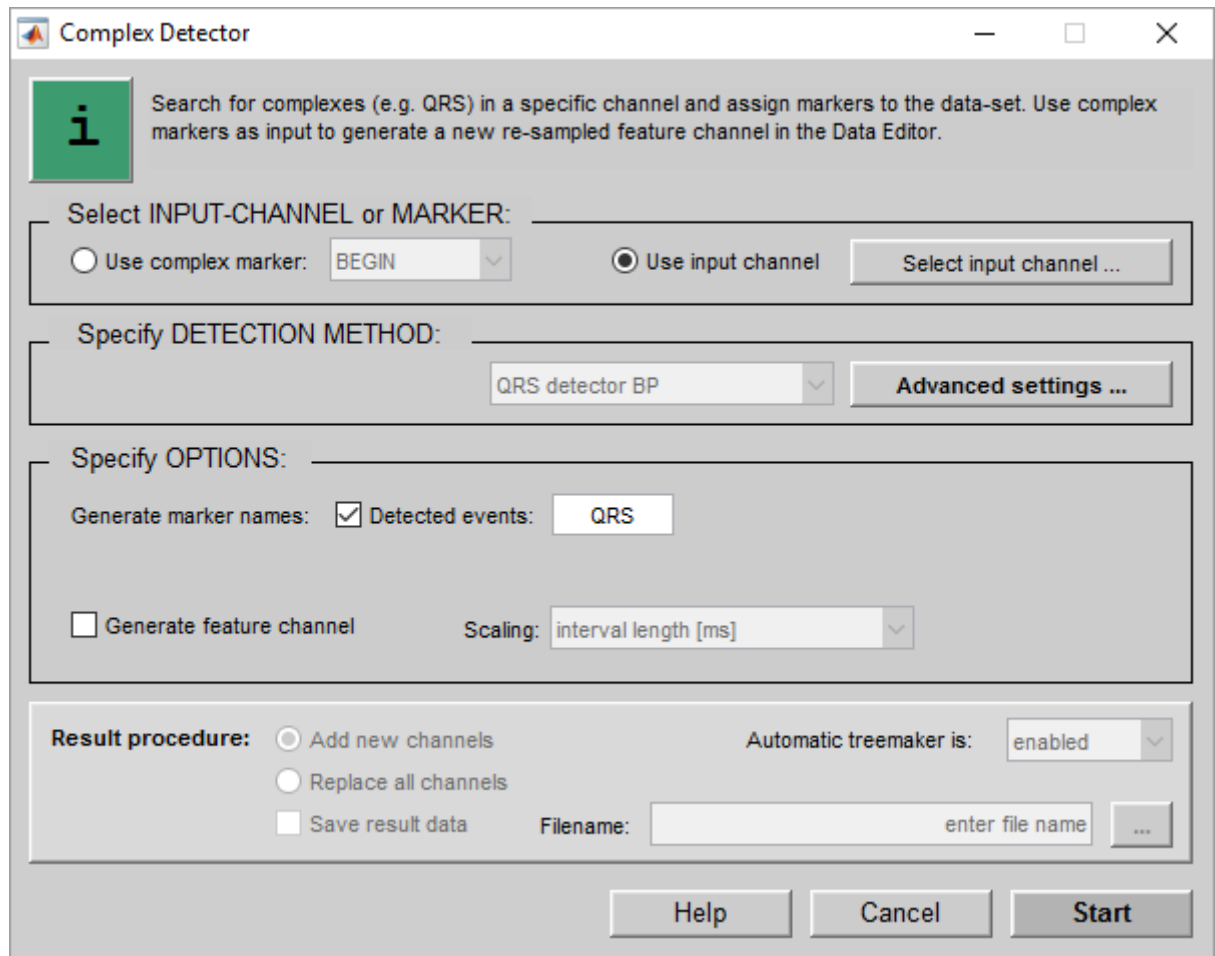 Complex Detector
i
Search for complexes (e.g. QRS) in a specific channel and assign markers to the data-set. Use complex
markers as input to generate a new re-sampled feature channel in the Data Editor.
Select INPUT-CHANNEL or MARKER:
Use complex marker: BEGIN Use input channel Select input channel ...
Specify DETECTION METHOD:
QRS detector BP Advanced settings ...
Specify OPTIONS:
Generate marker names: Detected events: QRS
Generate feature channel Scaling: interval length [ms]
Result procedure: Add new channels Automatic treemaker is: enabled
Replace all channels
Save result data Filename: enter file name ...
Help Cancel Start